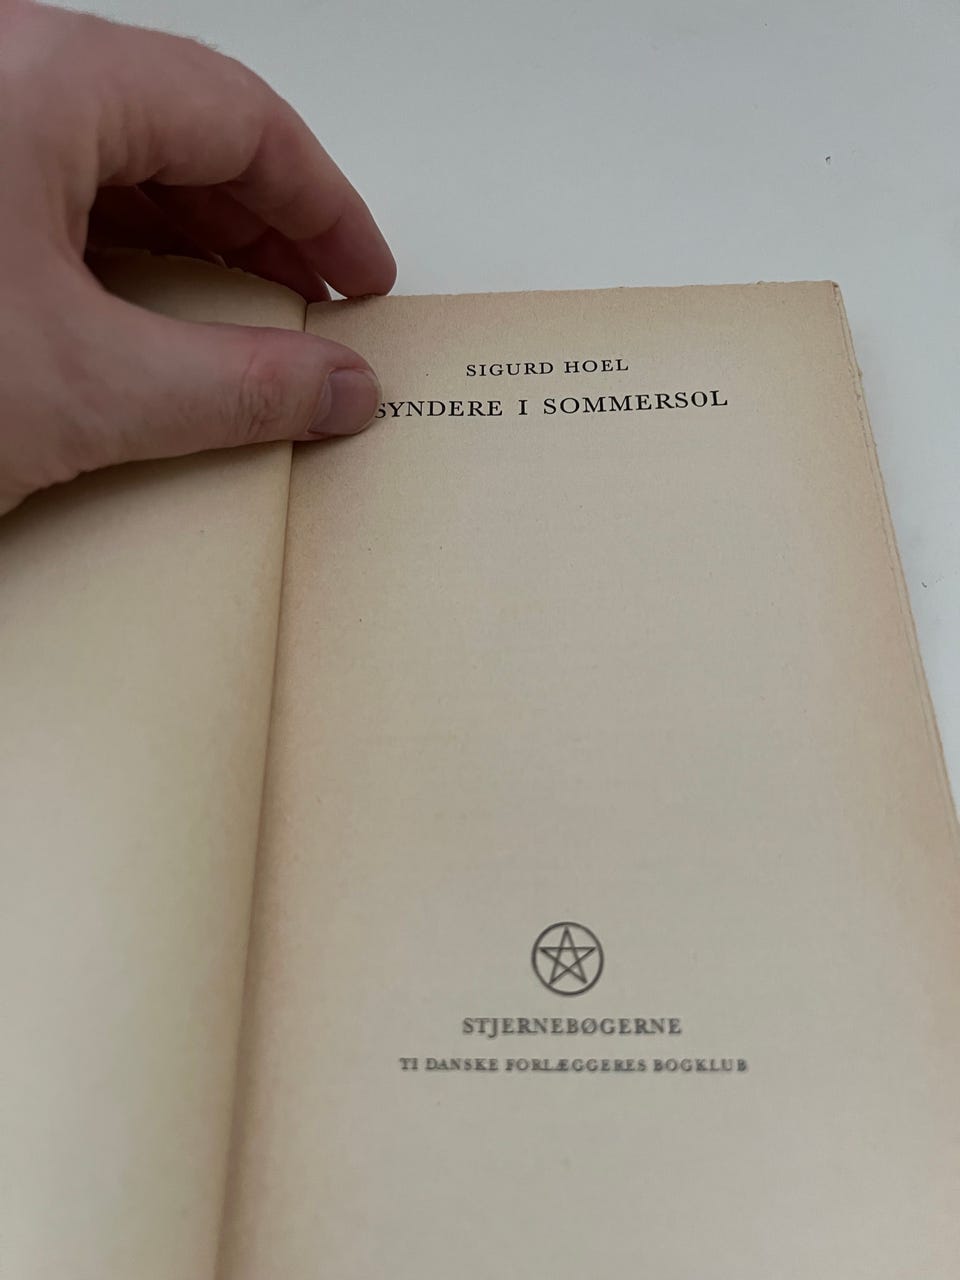 SIGURD HOEL
SYNDERE I SOMMERSOL
STJERNEBØGERNE
TI DANSKE FORLÆGGERES BOGKLUB